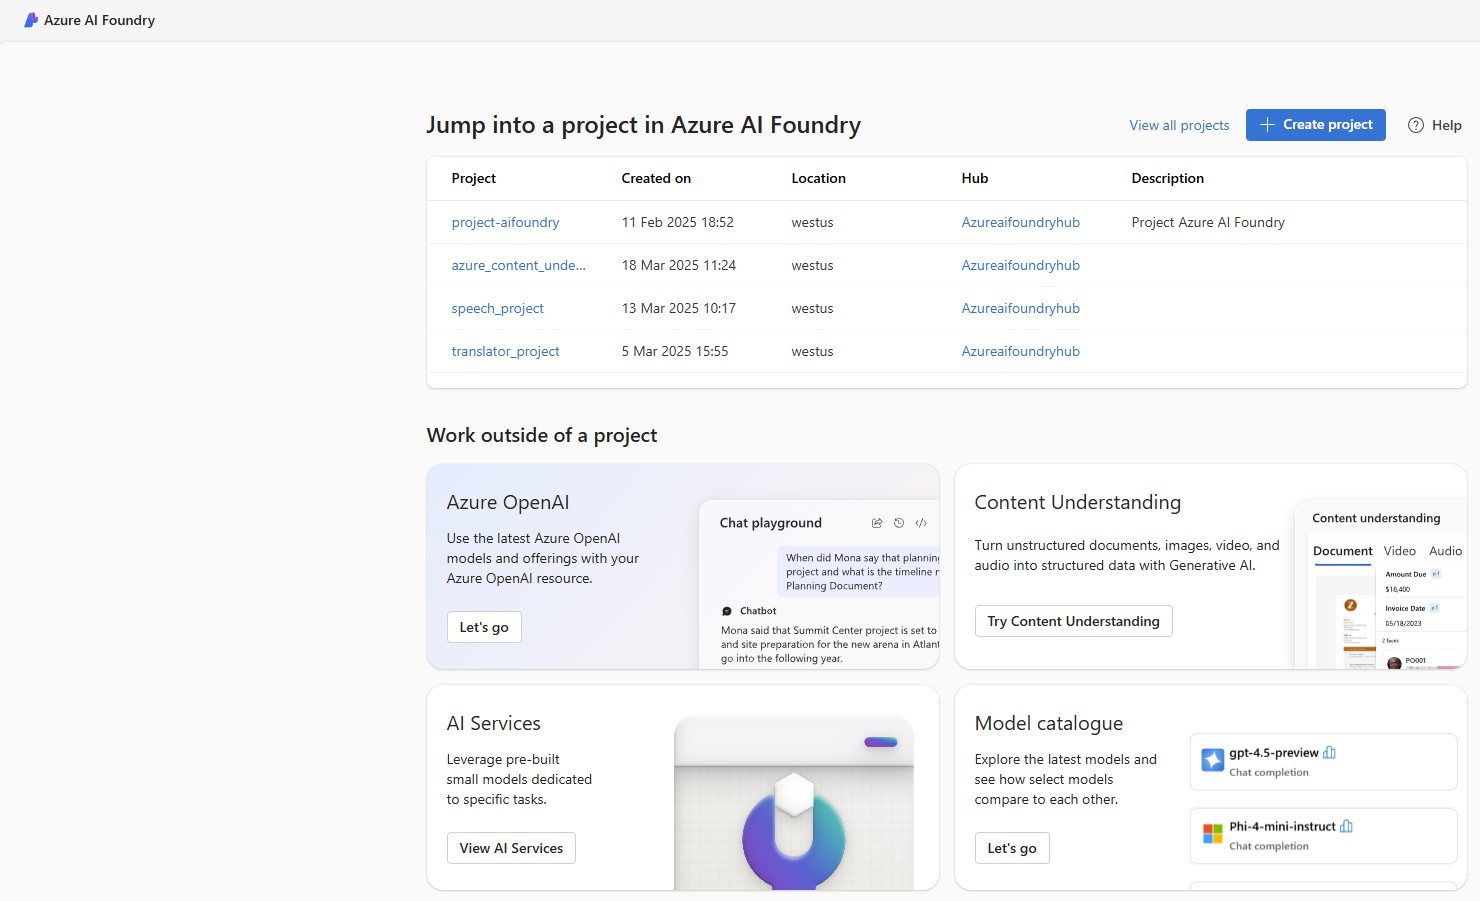 Azure AI Foundry
Jump into a project in Azure AI Foundry
View all projects
Create project
Help
Project Created on Location Hub Description
project-aifoundry 11 Feb 2025 18:52 westus Azureaifoundryhub Project Azure AI Foundry
azure_content_unde... 18 Mar 2025 11:24 westus Azureaifoundryhub
speech_project 13 Mar 2025 10:17 westus Azureaifoundryhub
translator_project 5 Mar 2025 15:55 westus Azureaifoundryhub
Work outside of a project
Azure OpenAI
Use the latest Azure OpenAI
models and offerings with your
Azure OpenAI resource.
Let's go
Chat playground
When did Mona say that planning
project and what is the timeline
Planning Document?
Chatbot
Mona said that Summit Center project is set to
and site preparation for the new arena in Atlant
go into the following year.
Content Understanding
Turn unstructured documents, images, video, and
audio into structured data with Generative AI.
Try Content Understanding
Content understanding
Document Video Audio
Amount Due p.1
$18,400
Invoice Date p.1
05/18/2023
2 faces
PO001
AI Services
Leverage pre-built
small models dedicated
to specific tasks.
View AI Services
Model catalogue
Explore the latest models and
see how select models
compare to each other.
Let's go
gpt-4.5-preview
Chat completion
Phi-4-mini-instruct
Chat completion